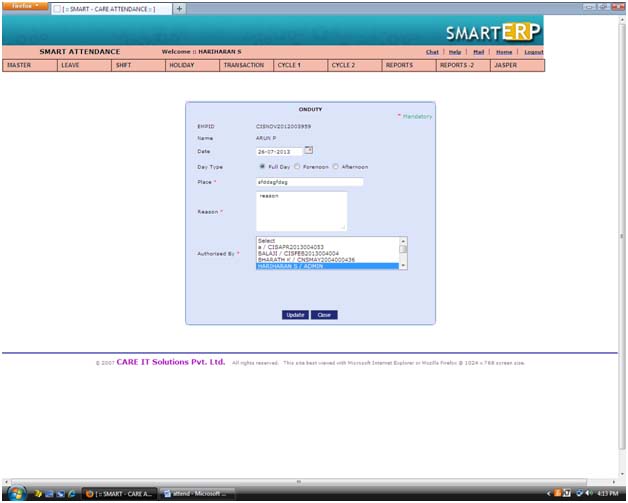 Firefox
[ :: SMART - CARE ATTENDANCE :: ]
+
SMARTERP
SMART ATTENDANCE Welcome :: HARIHARAN S Chat | Help | Mail | Home | Logout
MASTER LEAVE SHIFT HOLIDAY TRANSACTION CYCLE 1 CYCLE 2 REPORTS REPORTS -2 JASPER
ONDUTY
* Mandatory
EMPID CISNOV2012003959
Name ARUN P
Date 26-07-2013
Day Type Full Day Forenoon Afternoon
Place * afddagfdag
Reason * reason
Authorised By * Select
a / CISAPR2013004053
BALAJI / CISFEB2013004004
BHARATH K / CNSMAY2004000436
HARIHARAN S / ADMIN
Update Close
© 2007 CARE IT Solutions Pvt. Ltd. All rights reserved. This site best viewed with Microsoft Internet Explorer or Mozilla Firefox @ 1024 x 768 screen size.
[ :: SMART - CARE A... attend - Microsoft ... 4:13 PM